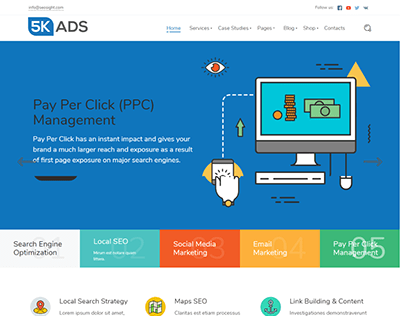 info@seosight.com
Follow us:
5K ADS
Home Services Case Studies Pages Blog Shop Contacts
Pay Per Click (PPC)
Management
Pay Per Click has an instant impact and gives your
brand a much larger reach and exposure as a result
of first page exposure on major search engines.
Search Engine
Optimization
02
Local SEO
03
Social Media
Marketing
04
Email
Marketing
05
Pay Per Click
Management
Local Search Strategy
Lorem ipsum dolor sit amet,
Maps SEO
Claritas est etiam processus
Link Building & Content
Investigationes demonstraverunt